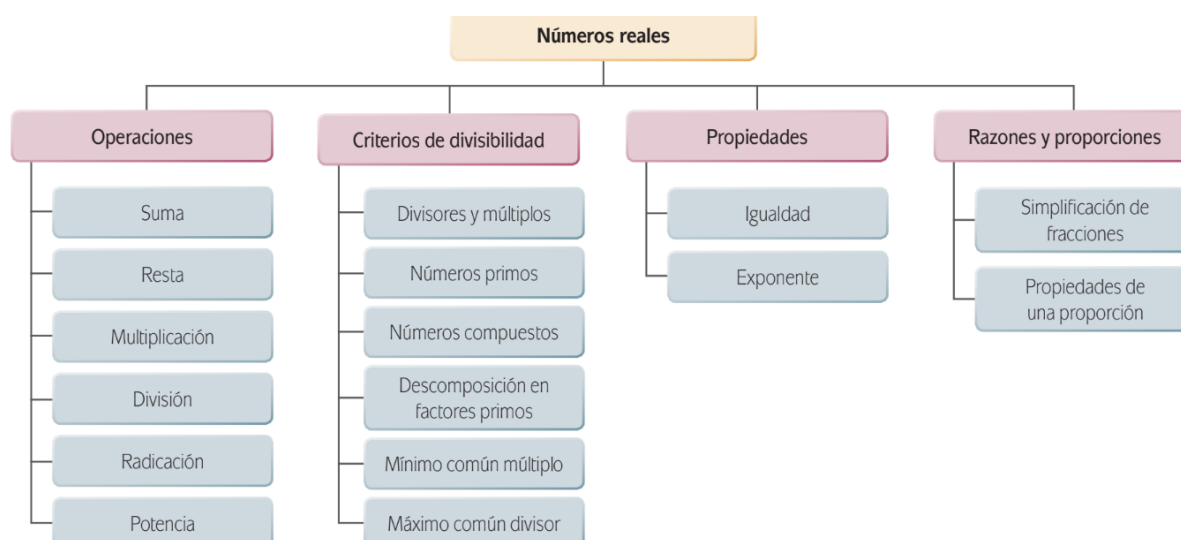 Números reales
Operaciones
Suma
Resta
Multiplicación
División
Radicación
Potencia
Criterios de divisibilidad
Divisores y múltiplos
Números primos
Números compuestos
Descomposición en
factores primos
Mínimo común múltiplo
Máximo común divisor
Propiedades
Igualdad
Exponente
Razones y proporciones
Simplificación de
fracciones
Propiedades de
una proporción